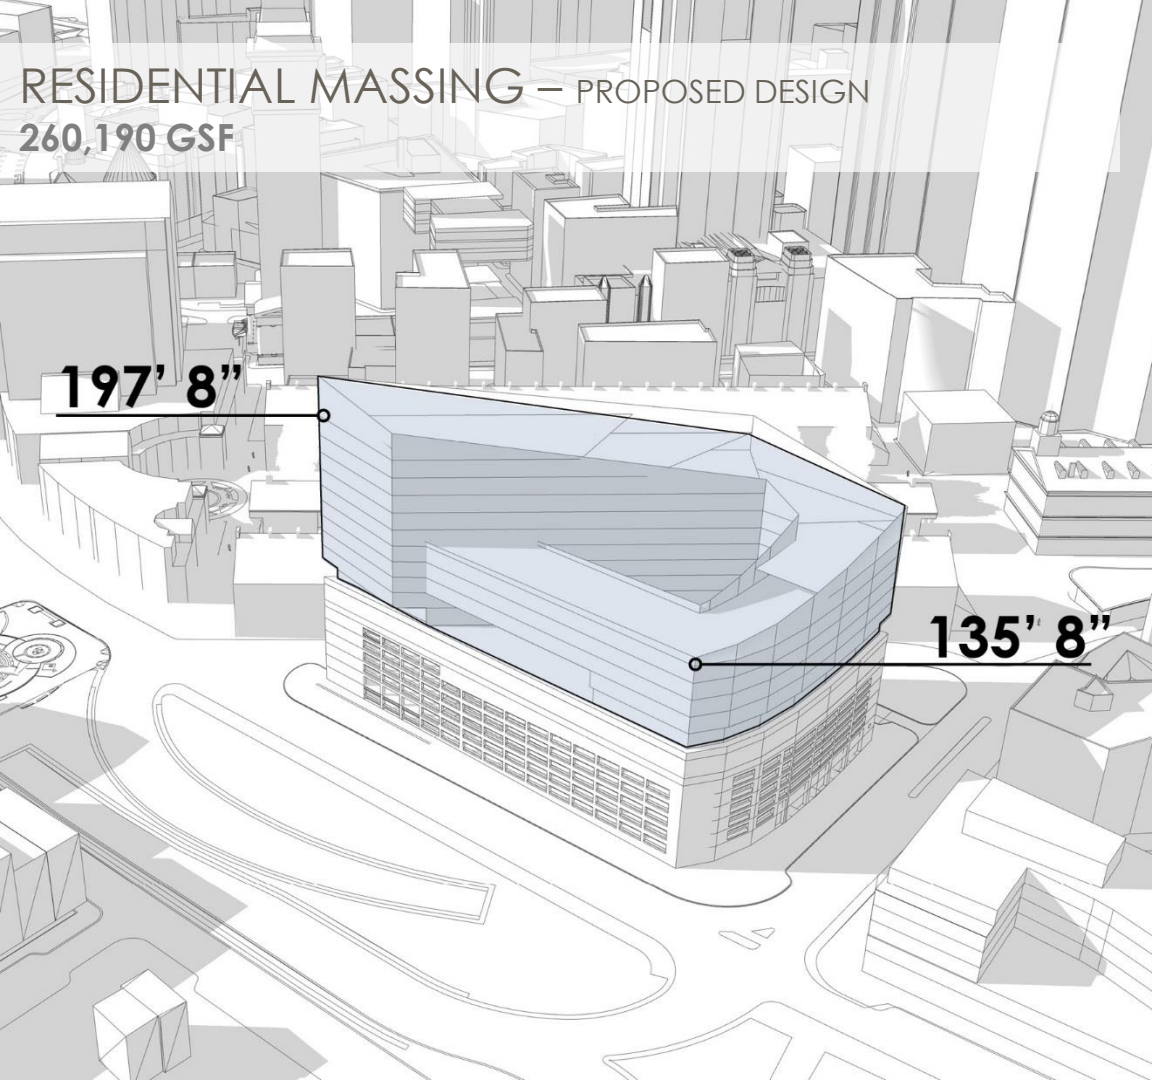 RESIDENTIAL MASSING – PROPOSED DESIGN
260,190 GSF
197’ 8”
135’ 8”